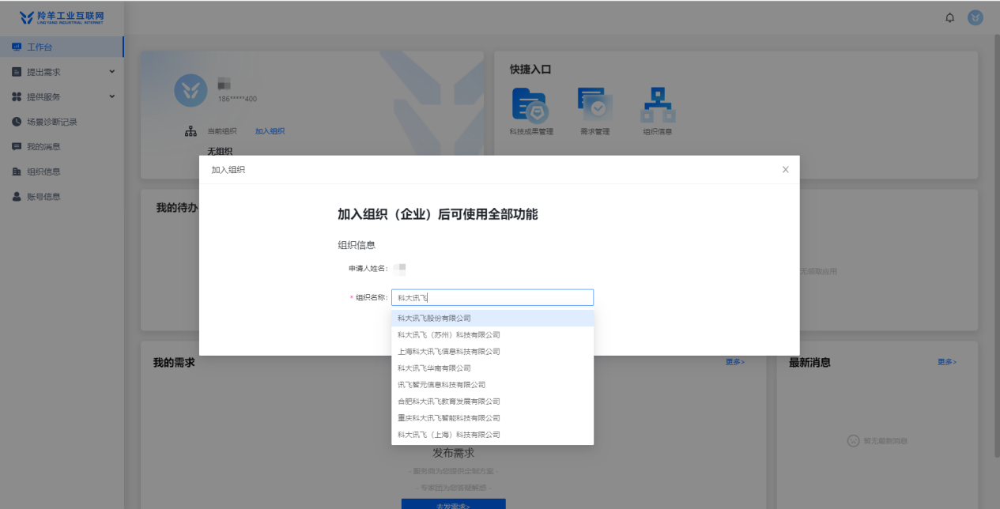 羚羊工业互联网
LING YANG INDUSTRIAL INTERNET
工作台
提出需求
提供服务
场景诊断记录
我的消息
组织信息
账号信息
186*****400
当前组织 加入组织
无组织
快捷入口
科技成果管理 需求管理 组织信息
加入组织
加入组织（企业）后可使用全部功能
组织信息
申请人姓名：
* 组织名称： 科大讯飞
科大讯飞股份有限公司
科大讯飞（苏州）科技有限公司
上海科大讯飞信息科技有限公司
科大讯飞华南有限公司
讯飞智元信息科技有限公司
合肥科大讯飞教育发展有限公司
重庆科大讯飞智能科技有限公司
科大讯飞（上海）科技有限公司
我的待办
无领取应用
我的需求 更多>
发布需求
- 服务商为您提供定制方案 -
- 专家团为您答疑解惑 -
去发需求>
最新消息 更多>
暂无最新消息